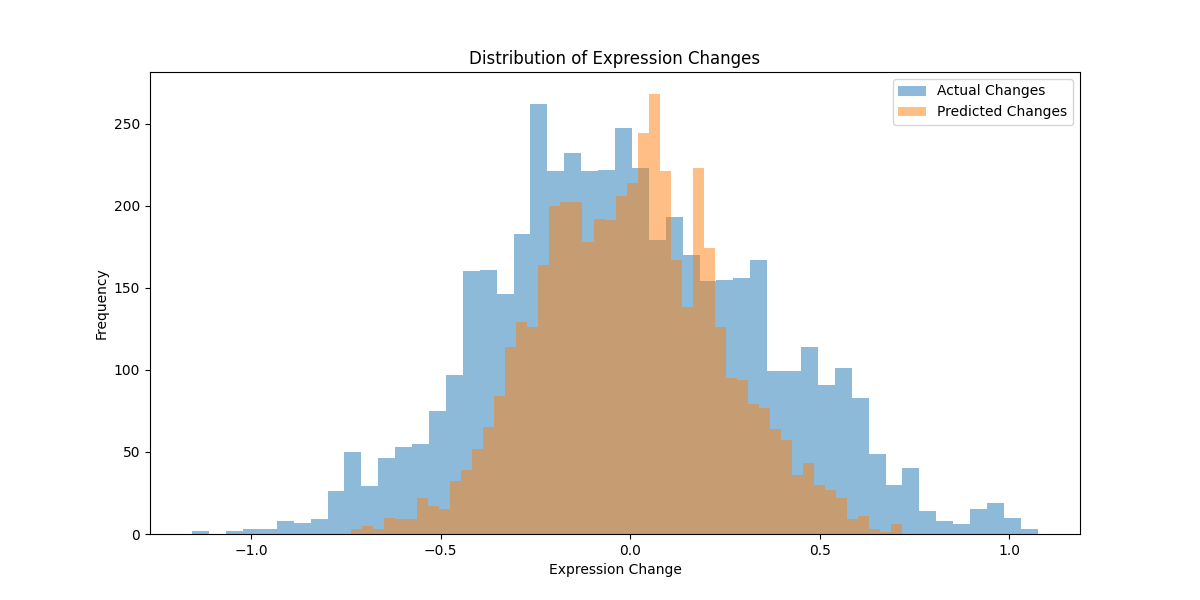 Distribution of Expression Changes
Actual Changes
Predicted Changes
Frequency
250
200
150
100
50
0
−1.0
−0.5
0.0
0.5
1.0
Expression Change